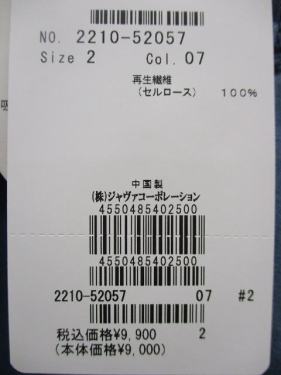 NO. 2210-52057
Size 2 Col. 07
再生繊維
(セルロース) 100%
中国製
(株)ジャヴァコーポレーション
4550485402500
4550485402500
2210-52057 07 #2
税込価格¥9,900 2
(本体価格¥9,000)